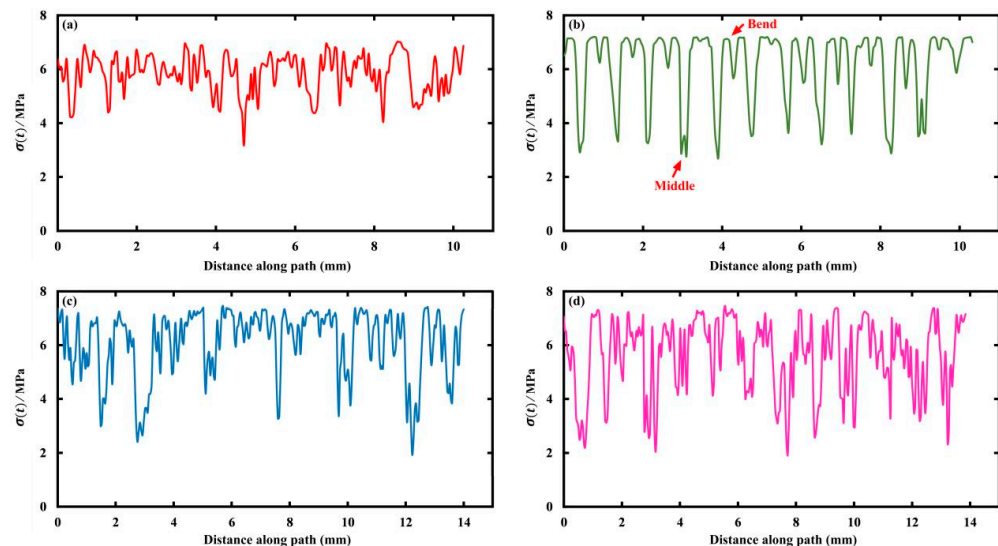 (a)
8
6
4
2
0
σ(t) / MPa
0 2 4 6 8 10
Distance along path (mm)
(b)
Bend
Middle
8
6
4
2
0
σ(t) / MPa
0 2 4 6 8 10
Distance along path (mm)
(c)
8
6
4
2
0
σ(t) / MPa
0 2 4 6 8 10 12 14
Distance along path (mm)
(d)
8
6
4
2
0
σ(t) / MPa
0 2 4 6 8 10 12 14
Distance along path (mm)